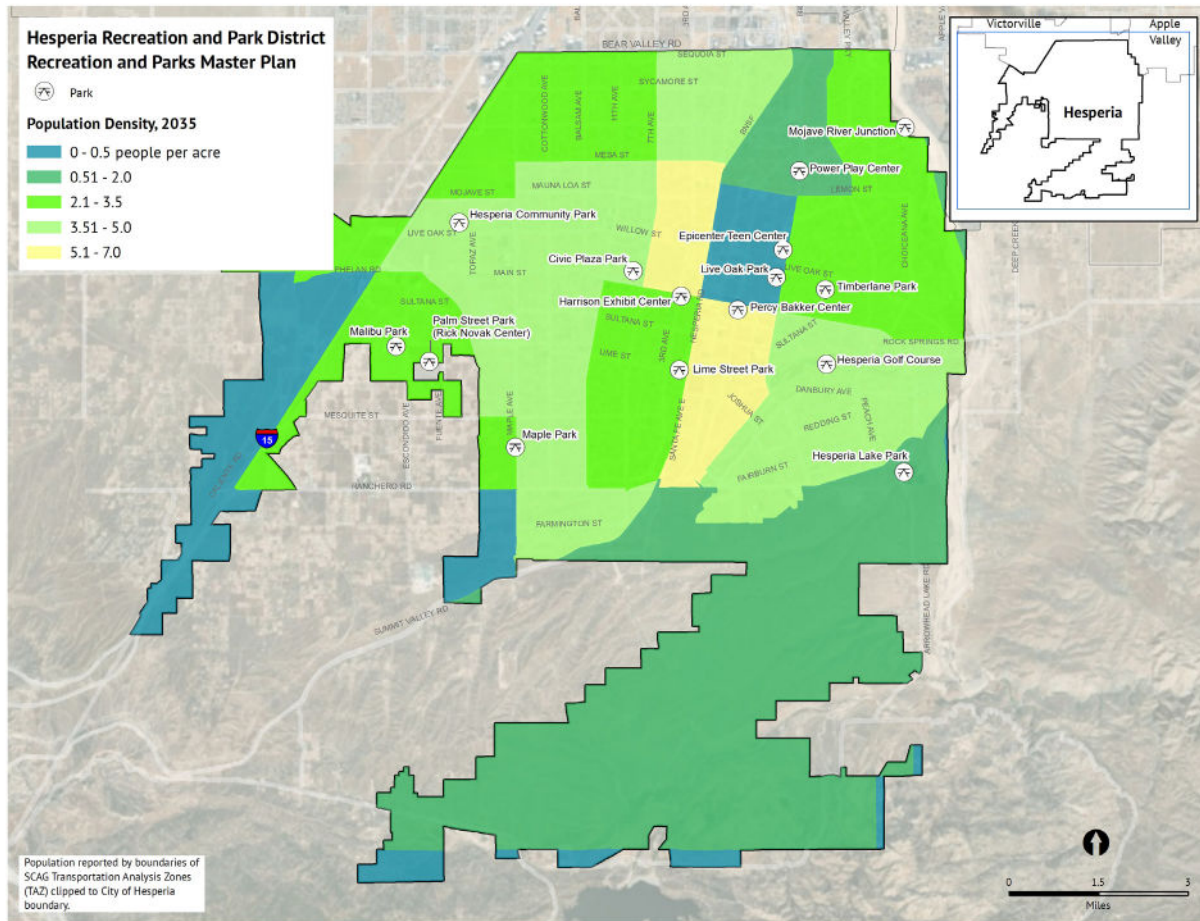 Hesperia Recreation and Park District
Recreation and Parks Master Plan
Park
Population Density, 2035
0 - 0.5 people per acre
0.51 - 2.0
2.1 - 3.5
3.51 - 5.0
5.1 - 7.0
Victorville
Apple
Valley
Hesperia
BEAR VALLEY RD
SEQUOIA ST
SYCAMORE ST
COTTONWOOD AVE
BALSAM AVE
11TH AVE
7TH AVE
BNSF
MESA ST
Mojave River Junction
Power Play Center
LEMON ST
MAUNA LOA ST
MOJAVE ST
Hesperia Community Park
LIVE OAK ST
TOPAZ AVE
WILLOW ST
Epicenter Teen Center
CHOICEANA AVE
DEEP CREEK
Civic Plaza Park
MAIN ST
PHELAN RD
Live Oak Park
LIVE OAK ST
Timberlane Park
SULTANA ST
Harrison Exhibit Center
HESPERIA RD
Percy Bakker Center
Palm Street Park
(Rick Novak Center)
Malibu Park
SULTANA ST
SULTANA ST
ROCK SPRINGS RD
LIME ST
3RD AVE
Lime Street Park
Hesperia Golf Course
DANBURY AVE
JOSHUA ST
PEACH AVE
REDDING ST
MESQUITE ST
ESCONDIDO AVE
FUENTE AVE
MAPLE AVE
SANTA FE AVE E
15
Maple Park
Hesperia Lake Park
FAIRBURN ST
RANCHERO RD
FARMINGTON ST
SUMMIT VALLEY RD
ARROWHEAD LAKE RD
Population reported by boundaries of
SCAG Transportation Analysis Zones
(TAZ) clipped to City of Hesperia
boundary.
0
1.5
3
Miles